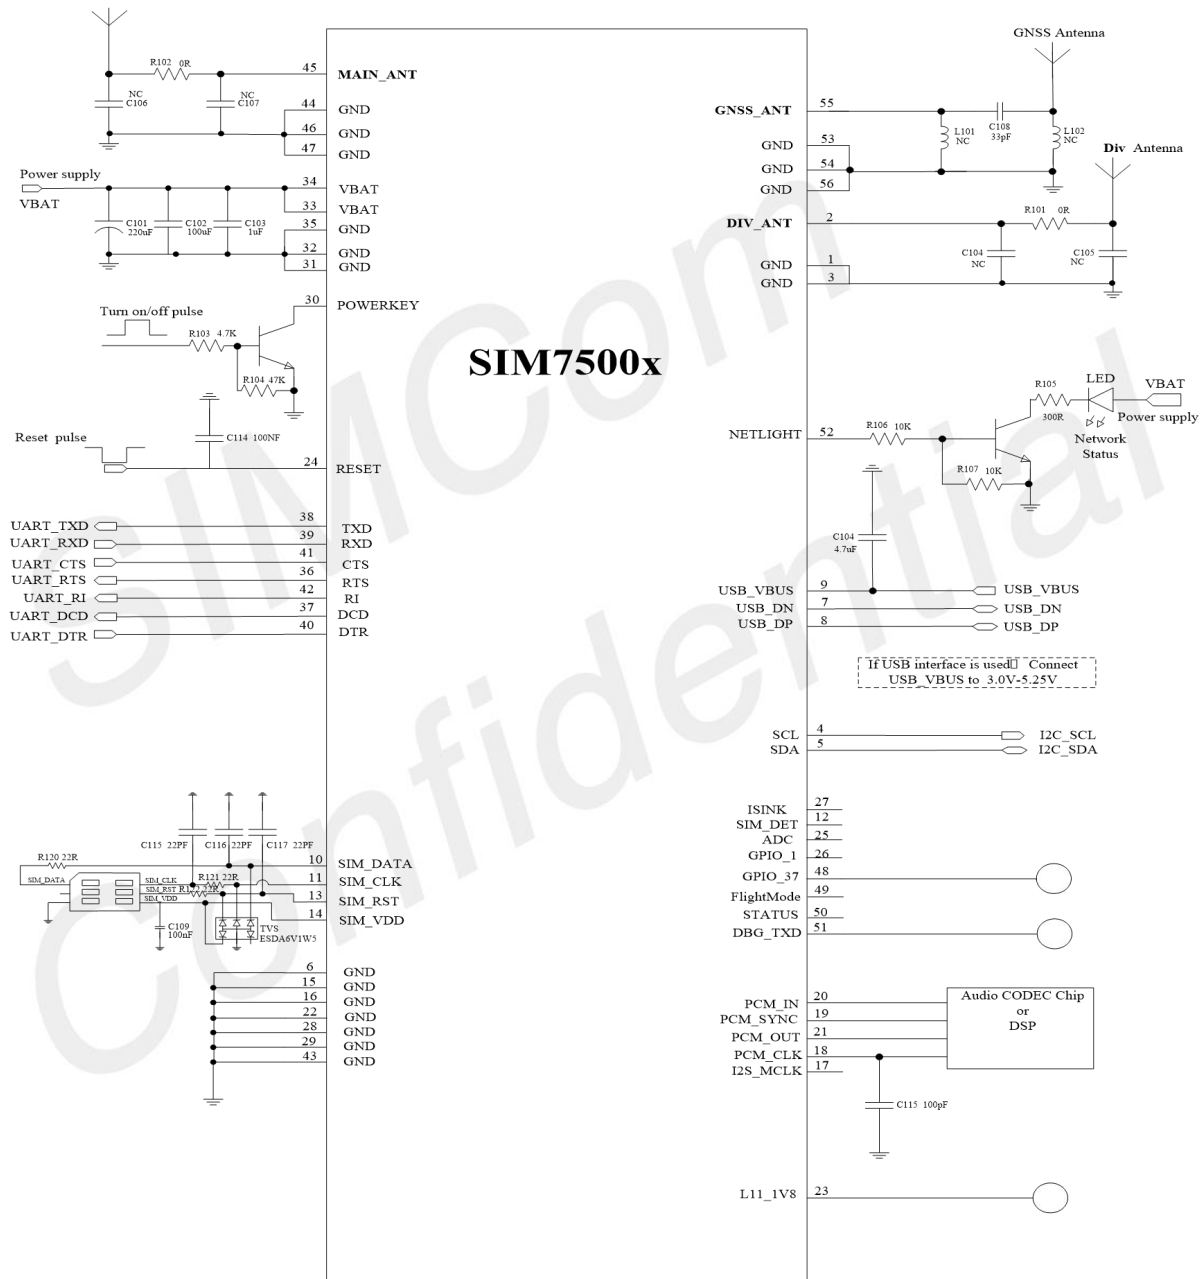 R102 0R
45
MAIN_ANT
NC
C106
NC
C107
44
GND
46
GND
47
GND
Power supply
VBAT
34
VBAT
33
VBAT
35
GND
32
GND
31
GND
C101
220uF
C102
100uF
C103
1uF
30
POWERKEY
Turn on/off pulse
R103 4.7K
R104 47K
C114 100NF
Reset pulse
24
RESET
UART_TXD
38
TXD
UART_RXD
39
RXD
UART_CTS
41
CTS
UART_RTS
36
RTS
UART_RI
42
RI
UART_DCD
37
DCD
UART_DTR
40
DTR
C115 22PF
C116 22PF
C117 22PF
R120 22R
10
SIM_DATA
SIM_DATA
SIM_CLK
R121 22R
11
SIM_CLK
SIM_RST
R122 22R
13
SIM_RST
SIM_VDD
14
SIM_VDD
C109
100nF
TVS
ESDA6V1W5
6
GND
15
GND
16
GND
22
GND
28
GND
29
GND
43
GND
SIM7500x
GNSS Antenna
GNSS_ANT
55
L101
NC
C108
33pF
L102
NC
GND
53
GND
54
GND
56
Div Antenna
DIV_ANT
2
R101 0R
C104
NC
C105
NC
GND
1
GND
3
LED
VBAT
R105
300R
Power supply
Network
Status
NETLIGHT
52
R106 10K
R107 10K
C104
4.7uF
USB_VBUS
9
USB_VBUS
USB_DN
7
USB_DN
USB_DP
8
USB_DP
If USB interface is used□ Connect
USB_VBUS to 3.0V-5.25V
SCL
4
I2C_SCL
SDA
5
I2C_SDA
ISINK
27
SIM_DET
12
ADC
25
GPIO_1
26
GPIO_37
48
FlightMode
49
STATUS
50
DBG_TXD
51
PCM_IN
20
PCM_SYNC
19
PCM_OUT
21
PCM_CLK
18
I2S_MCLK
17
Audio CODEC Chip
or
DSP
C115 100pF
L11_1V8
23
SIMCom
Confidential